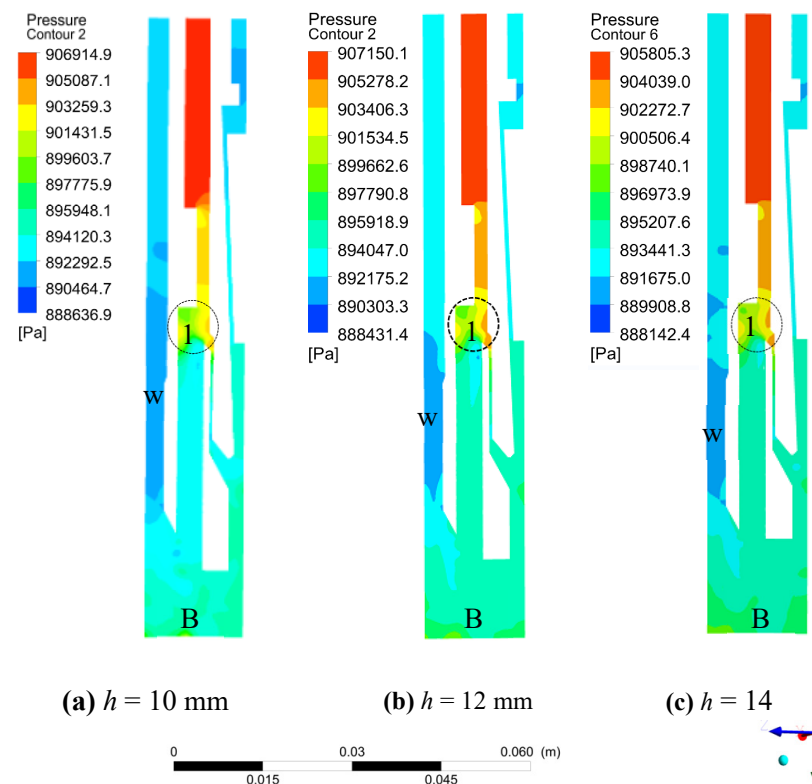 Pressure
Contour 2
906914.9
905087.1
903259.3
901431.5
899603.7
897775.9
895948.1
894120.3
892292.5
890464.7
888636.9
[Pa]
1
w
B
(a) h = 10 mm
Pressure
Contour 2
907150.1
905278.2
903406.3
901534.5
899662.6
897790.8
895918.9
894047.0
892175.2
890303.3
888431.4
[Pa]
1
w
B
(b) h = 12 mm
Pressure
Contour 6
905805.3
904039.0
902272.7
900506.4
898740.1
896973.9
895207.6
893441.3
891675.0
889908.8
888142.4
[Pa]
1
w
B
(c) h = 14
0 0.03 0.060 (m)
0.015 0.045